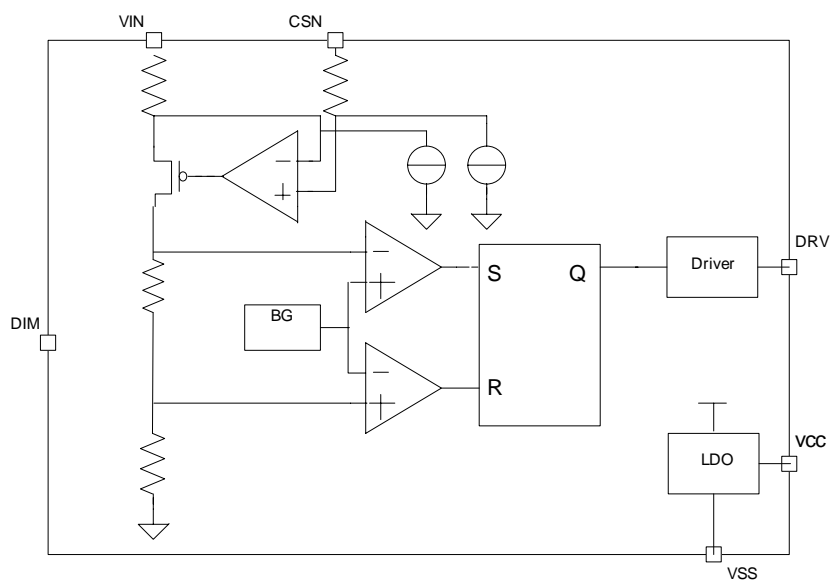 VIN
CSN
−
+
DRV
−
+
S
Q
Driver
BG
DIM
−
+
R
LDO
VCC
VSS